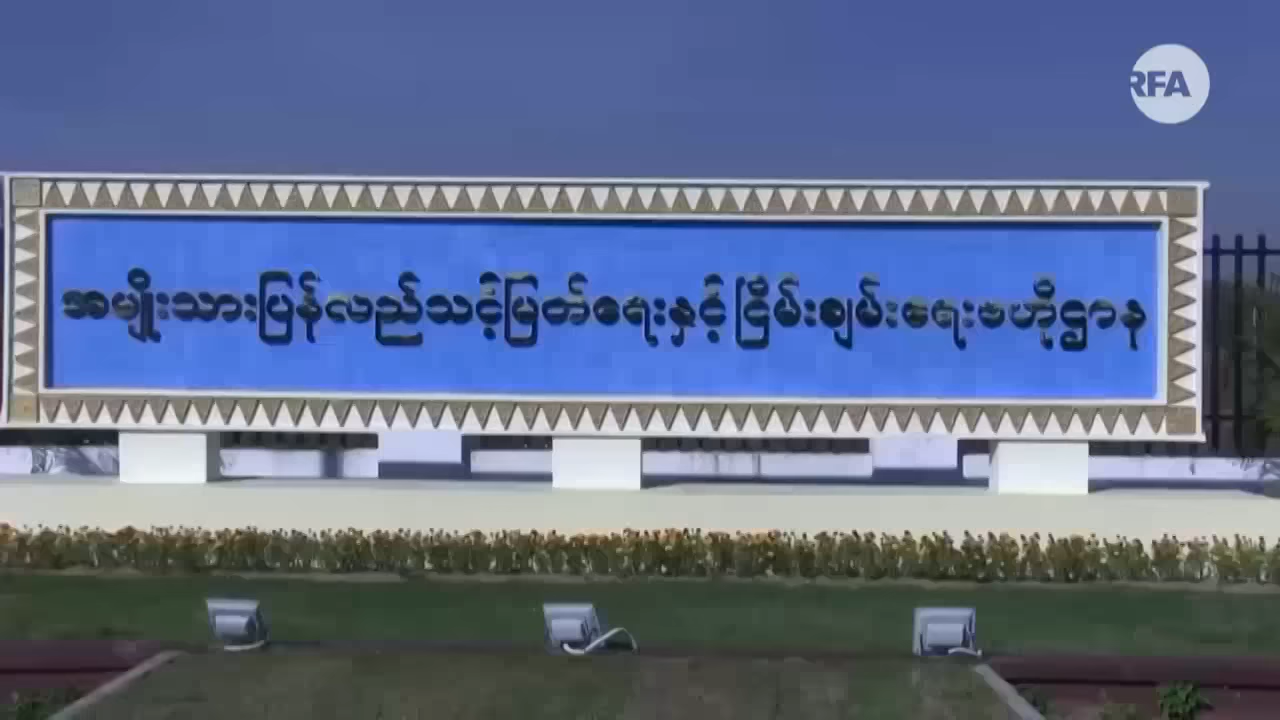 RFA
အမျိုးသားပြန်လည်သင့်မြတ်ရေးနှင့် ငြိမ်းချမ်းရေးဗဟိုဌာန